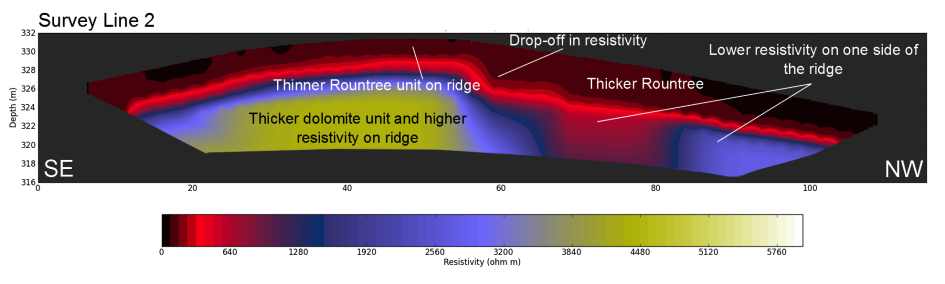 Survey Line 2
332
330
328
326
324
322
320
318
316
Depth (m)
Drop-off in resistivity
Lower resistivity on one side of
the ridge
Thinner Rountree unit on ridge
Thicker Rountree
Thicker dolomite unit and higher
resistivity on ridge
SE
NW
0 20 40 60 80 100
0 640 1280 1920 2560 3200 3840 4480 5120 5760
Resistivity (ohm m)